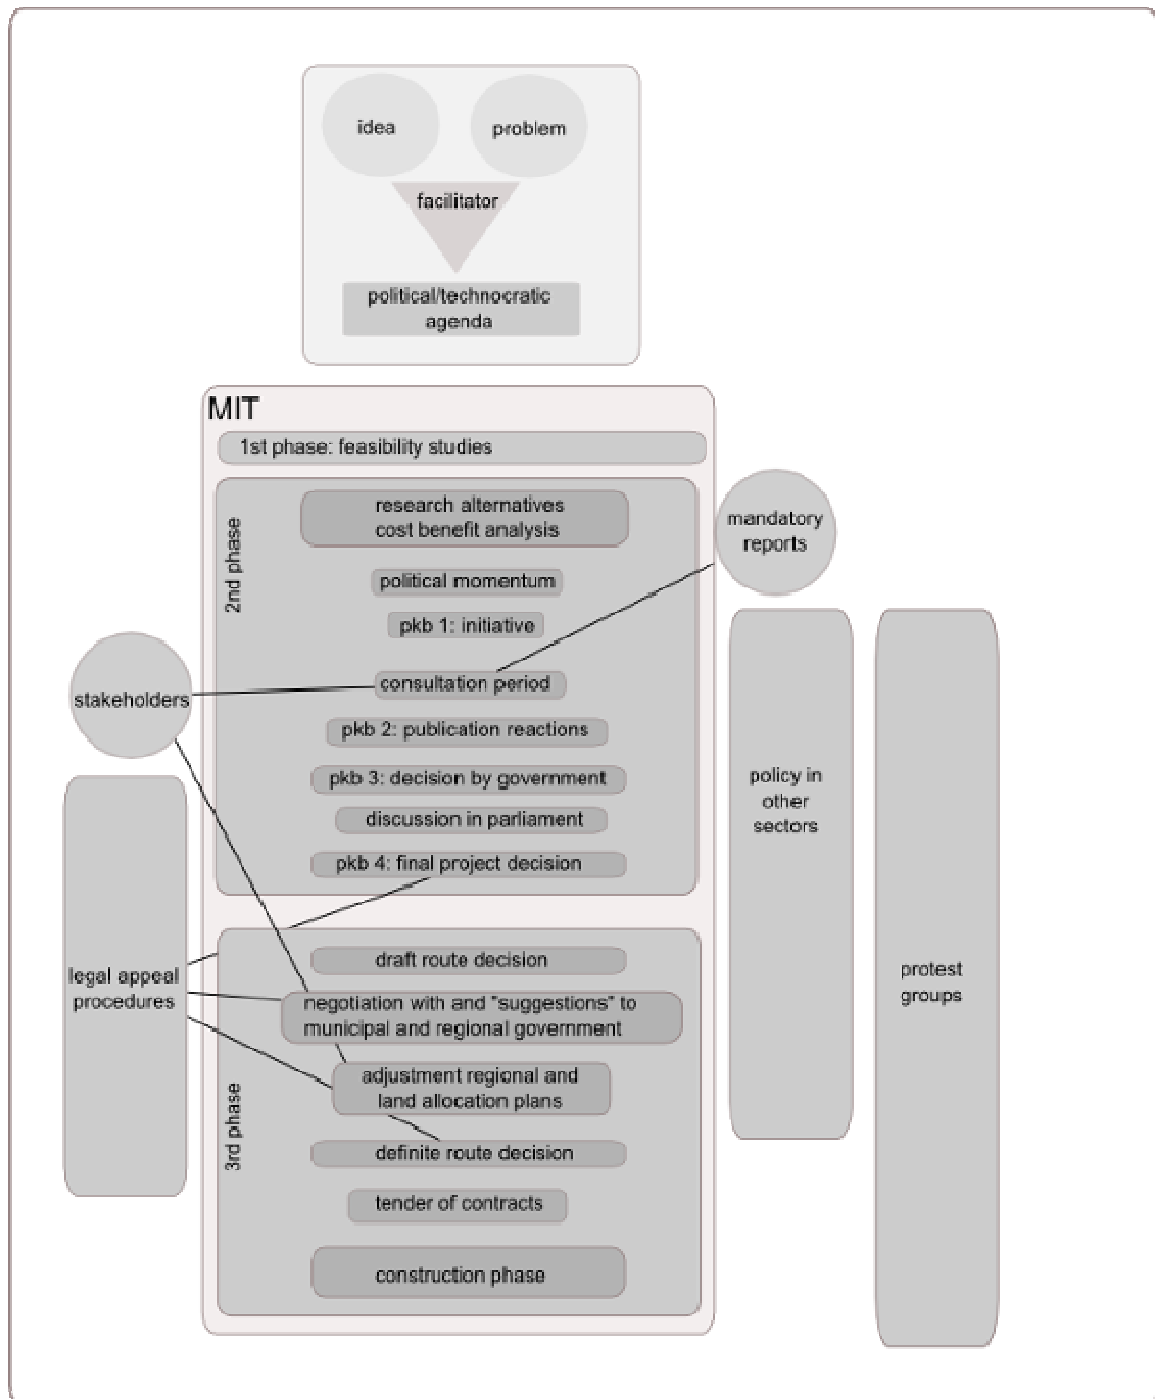 idea
problem
facilitator
political/technocratic
agenda
MIT
1st phase: feasibility studies
2nd phase
research alternatives
cost benefit analysis
political momentum
pkb 1: initiative
consultation period
pkb 2: publication reactions
pkb 3: decision by government
discussion in parliament
pkb 4: final project decision
3rd phase
draft route decision
negotiation with and "suggestions" to
municipal and regional government
adjustment regional and
land allocation plans
definite route decision
tender of contracts
construction phase
mandatory
reports
stakeholders
legal appeal
procedures
policy in
other
sectors
protest
groups